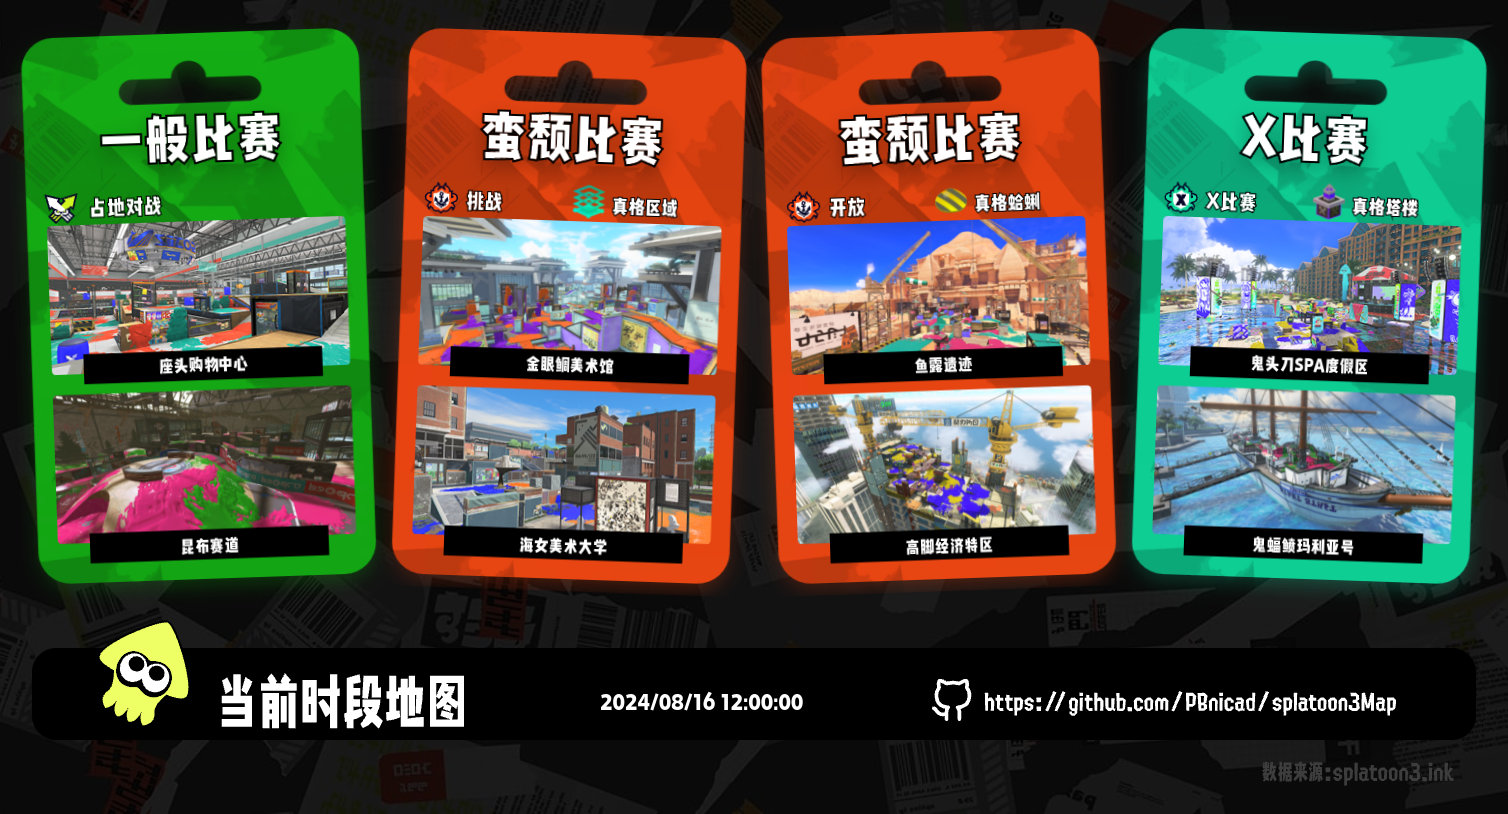 一般比赛
占地对战
座头购物中心
昆布赛道
蛮颓比赛
挑战
真格区域
金眼鲷美术馆
海女美术大学
蛮颓比赛
开放
真格蛤蜊
鱼露遗迹
高脚经济特区
X比赛
X比赛
真格塔楼
鬼头刀SPA度假区
鬼蝠鲼玛利亚号
当前时段地图
2024/08/16 12:00:00
https://github.com/PBnicad/splatoon3Map
数据来源:splatoon3.ink